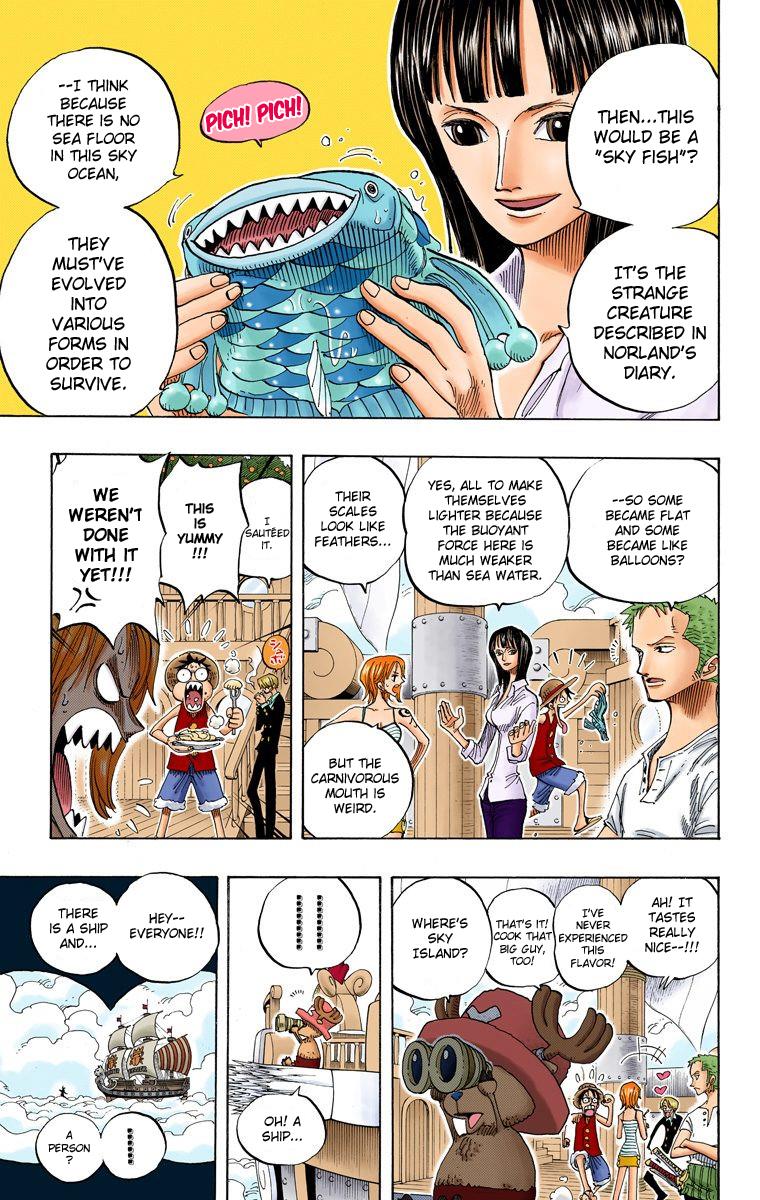 THEN...THIS
WOULD BE A
"SKY FISH"?
IT'S THE
STRANGE
CREATURE
DESCRIBED IN
NORLAND'S
DIARY.
PICH! PICH!
--I THINK
BECAUSE
THERE IS NO
SEA FLOOR
IN THIS SKY
OCEAN,
THEY
MUST'VE
EVOLVED
INTO
VARIOUS
FORMS IN
ORDER TO
SURVIVE.
--SO SOME
BECAME FLAT
AND SOME
BECAME LIKE
BALLOONS?
YES, ALL TO MAKE
THEMSELVES
LIGHTER BECAUSE
THE BUOYANT
FORCE HERE IS
MUCH WEAKER
THAN SEA WATER.
THEIR
SCALES
LOOK LIKE
FEATHERS...
BUT THE
CARNIVOROUS
MOUTH IS
WEIRD.
I
SAUTÉED
IT.
THIS
IS
YUMMY
!!!
WE
WEREN'T
DONE
WITH IT
YET!!!
シュボ
AH! IT
TASTES
REALLY
NICE--!!!
I'VE
NEVER
EXPERIENCED
THIS
FLAVOR!
THAT'S IT!
COOK THAT
BIG GUY,
TOO!
WHERE'S
SKY
ISLAND?
OH! A
SHIP...
HEY--
EVERYONE!!
THERE
IS A SHIP
AND...
A
PERSON
?